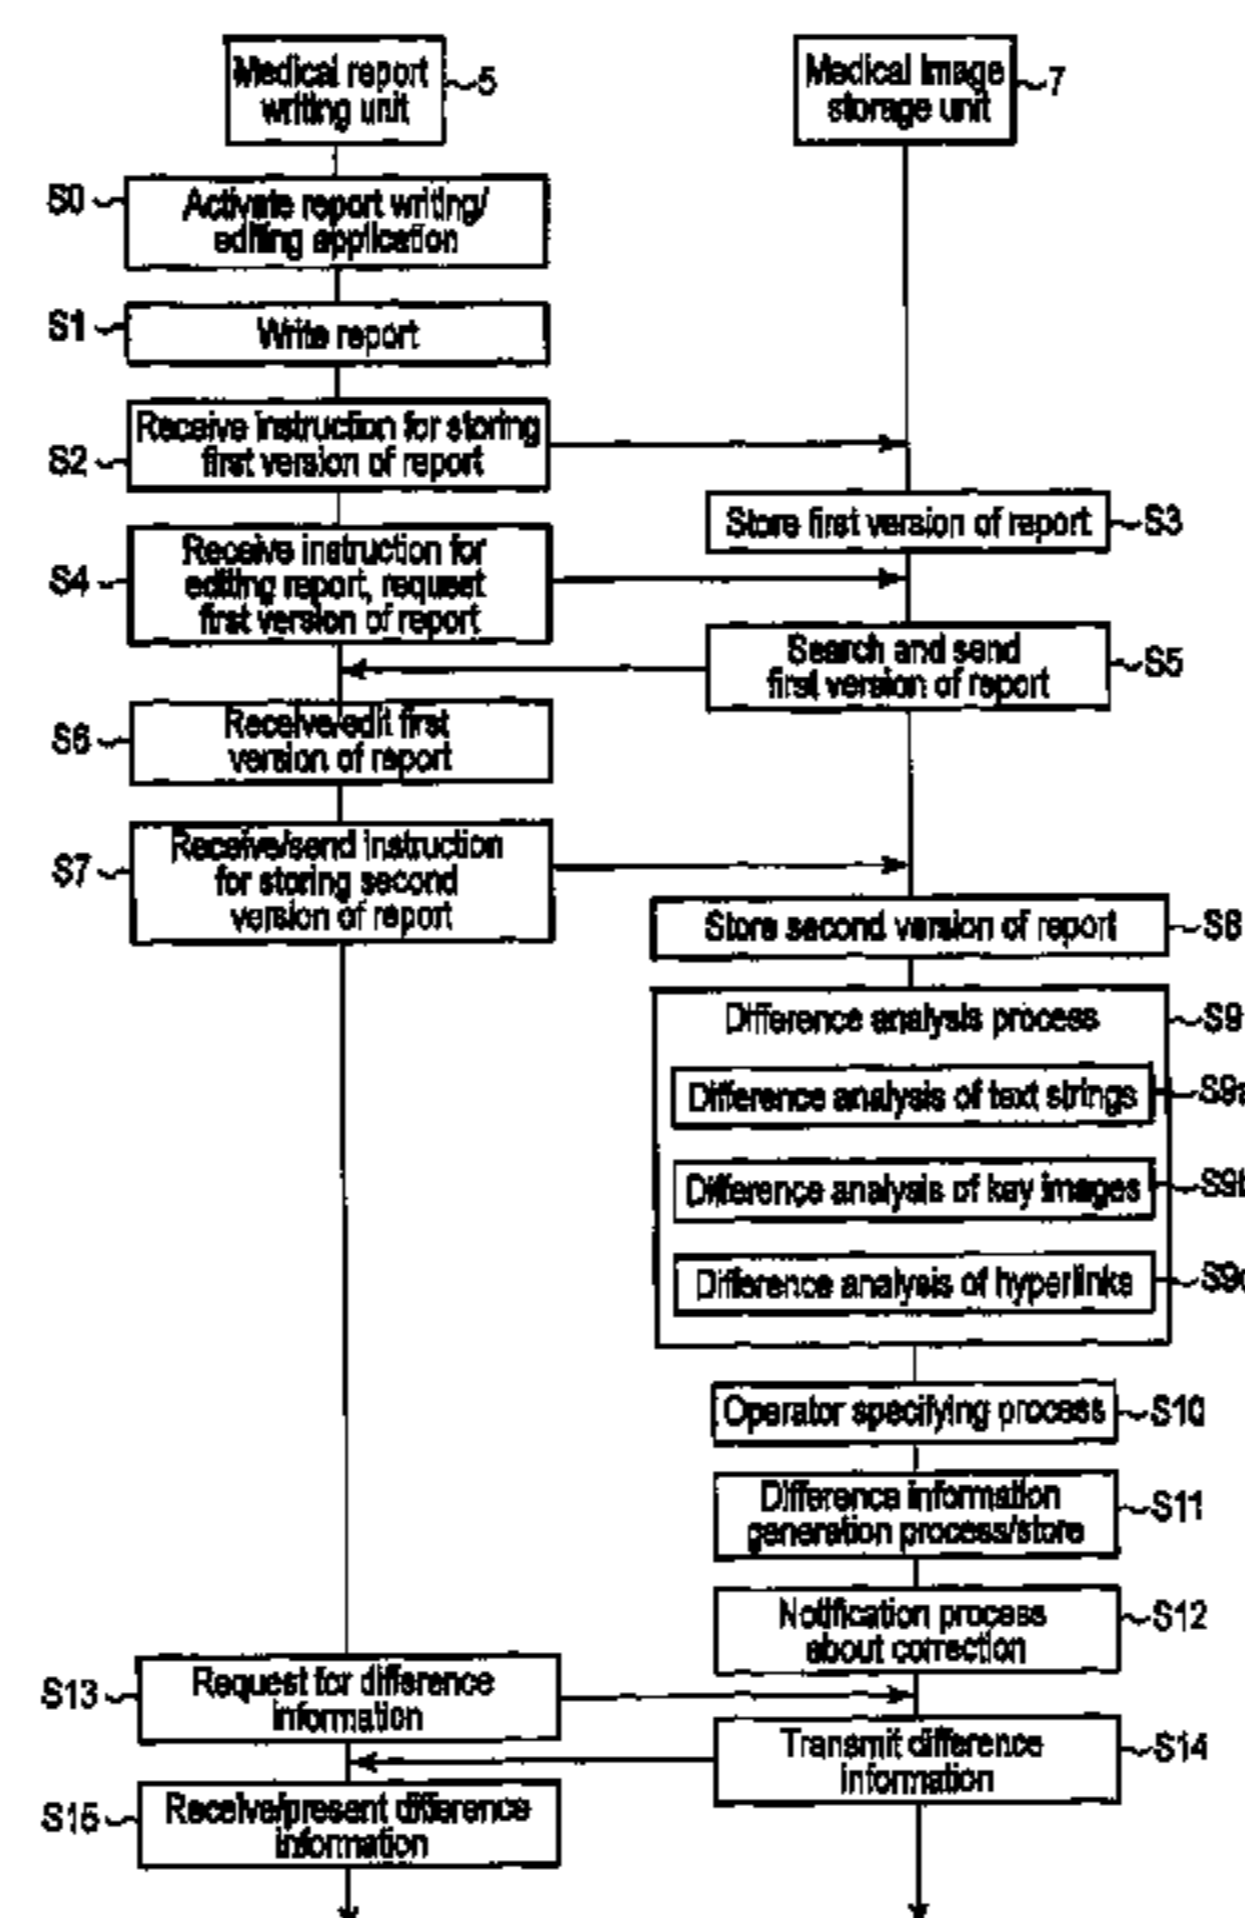 Medical report
writing unit
5
Medical image
storage unit
7
S0
Activate report writing/
editing application
S1
Write report
S2
Receive instruction for storing
first version of report
Store first version of report
S3
S4
Receive instruction for
editing report, request
first version of report
Search and send
first version of report
S5
S6
Receive/edit first
version of report
S7
Receive/send instruction
for storing second
version of report
Store second version of report
S8
Difference analysis process
S9
Difference analysis of text strings
S9a
Difference analysis of key images
S9b
Difference analysis of hyperlinks
S9c
Operator specifying process
S10
Difference information
generation process/store
S11
Notification process
about correction
S12
S13
Request for difference
information
Transmit difference
information
S14
S15
Receive/present difference
information